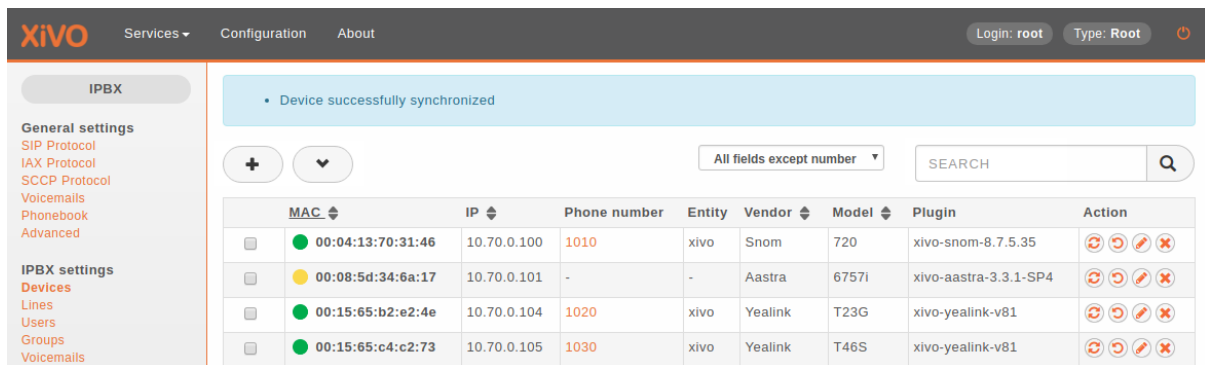 XiVO Services Configuration About Login: root Type: Root
IPBX
General settings
SIP Protocol
IAX Protocol
SCCP Protocol
Voicemails
Phonebook
Advanced
IPBX settings
Devices
Lines
Users
Groups
Voicemails
• Device successfully synchronized
All fields except number SEARCH
MAC IP Phone number Entity Vendor Model Plugin Action
00:04:13:70:31:46 10.70.0.100 1010 xivo Snom 720 xivo-snom-8.7.5.35
00:08:5d:34:6a:17 10.70.0.101 - - Aastra 6757i xivo-aastra-3.3.1-SP4
00:15:65:b2:e2:4e 10.70.0.104 1020 xivo Yealink T23G xivo-yealink-v81
00:15:65:c4:c2:73 10.70.0.105 1030 xivo Yealink T46S xivo-yealink-v81